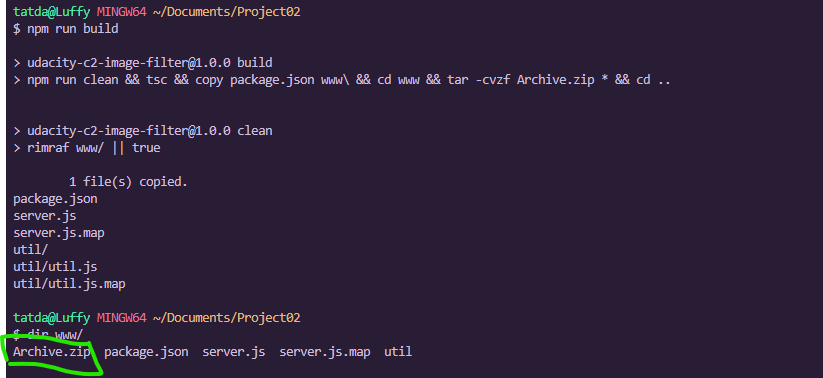 tatda@Luffy MINGW64 ~/Documents/Project02
$ npm run build
> udacity-c2-image-filter@1.0.0 build
> npm run clean && tsc && copy package.json www\ && cd www && tar -cvzf Archive.zip * && cd ..
> udacity-c2-image-filter@1.0.0 clean
> rimraf www/ || true
1 file(s) copied.
package.json
server.js
server.js.map
util/
util/util.js
util/util.js.map
tatda@Luffy MINGW64 ~/Documents/Project02
$ dir www/
Archive.zip package.json server.js server.js.map util